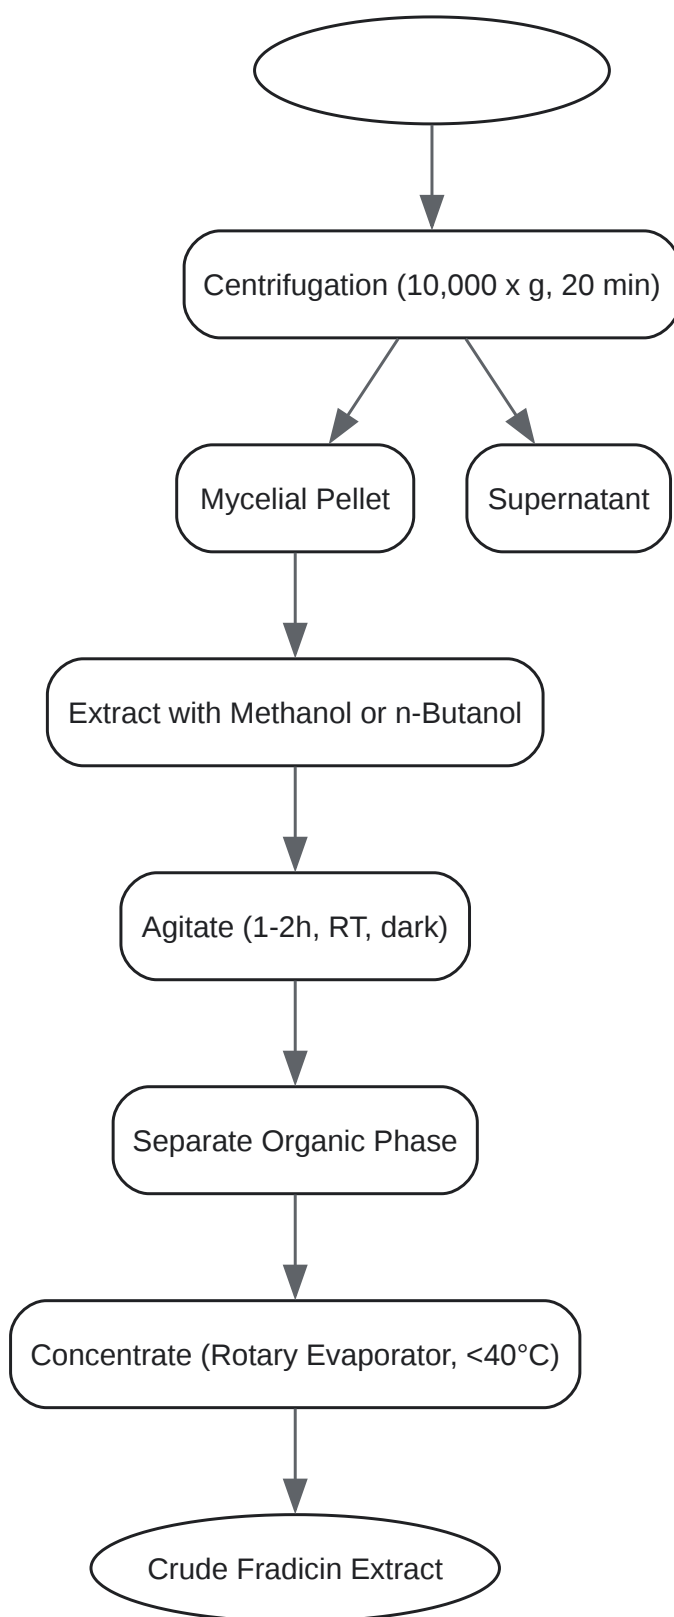 Centrifugation (10,000 x g, 20 min)
Mycelial Pellet
Supernatant
Extract with Methanol or n-Butanol
Agitate (1-2h, RT, dark)
Separate Organic Phase
Concentrate (Rotary Evaporator, <40°C)
Crude Fradicin Extract